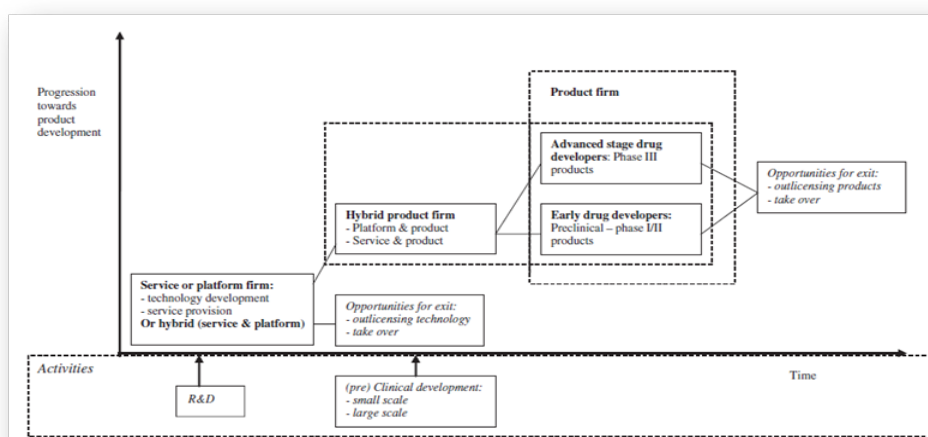 Progression
towards
product
development
Product firm
Advanced stage drug
developers: Phase III
products
Opportunities for exit:
- outlicensing products
- take over
Hybrid product firm
- Platform & product
- Service & product
Early drug developers:
Preclinical – phase I/II
products
Service or platform firm:
- technology development
- service provision
Or hybrid (service & platform)
Opportunities for exit:
- outlicensing technology
- take over
Activities
Time
R&D
(pre) Clinical development:
- small scale
- large scale